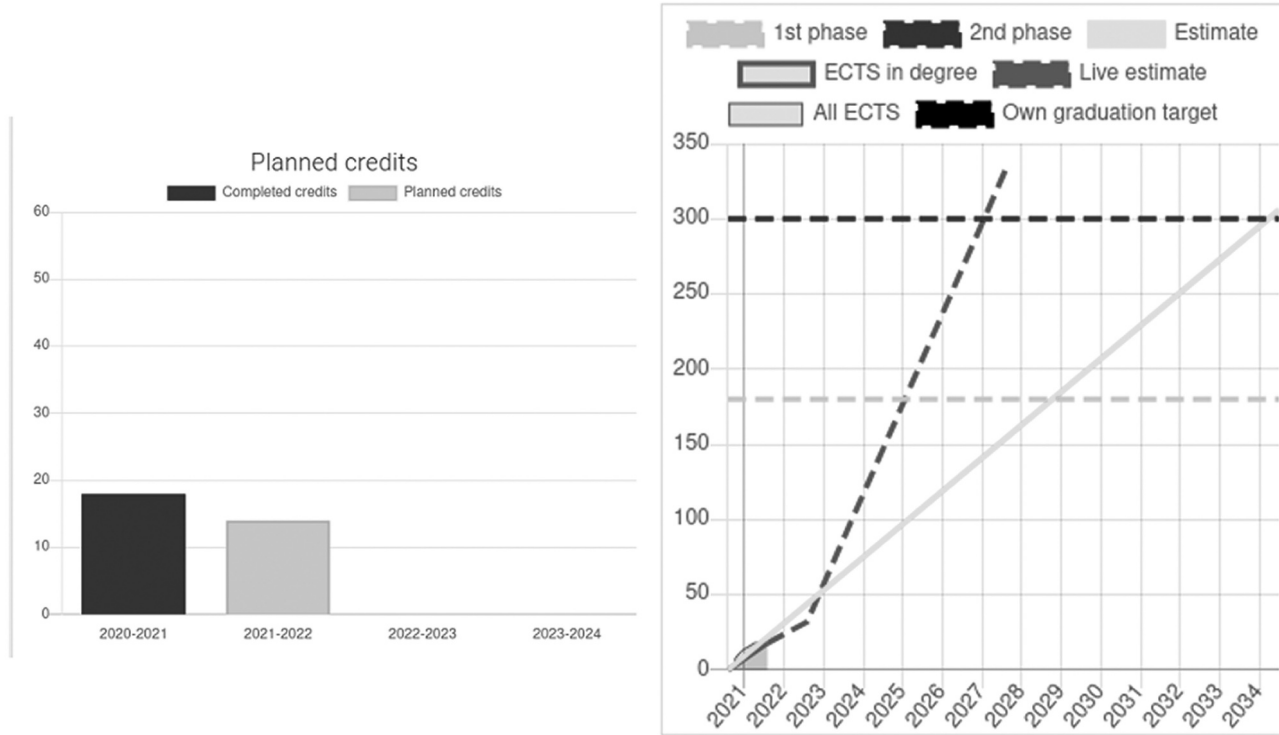 Planned credits
Completed credits Planned credits
60
50
40
30
20
10
0
2020-2021 2021-2022 2022-2023 2023-2024
1st phase 2nd phase Estimate
ECTS in degree Live estimate
All ECTS Own graduation target
350
300
250
200
150
100
50
0
2021 2022 2023 2024 2025 2026 2027 2028 2029 2030 2031 2032 2033 2034